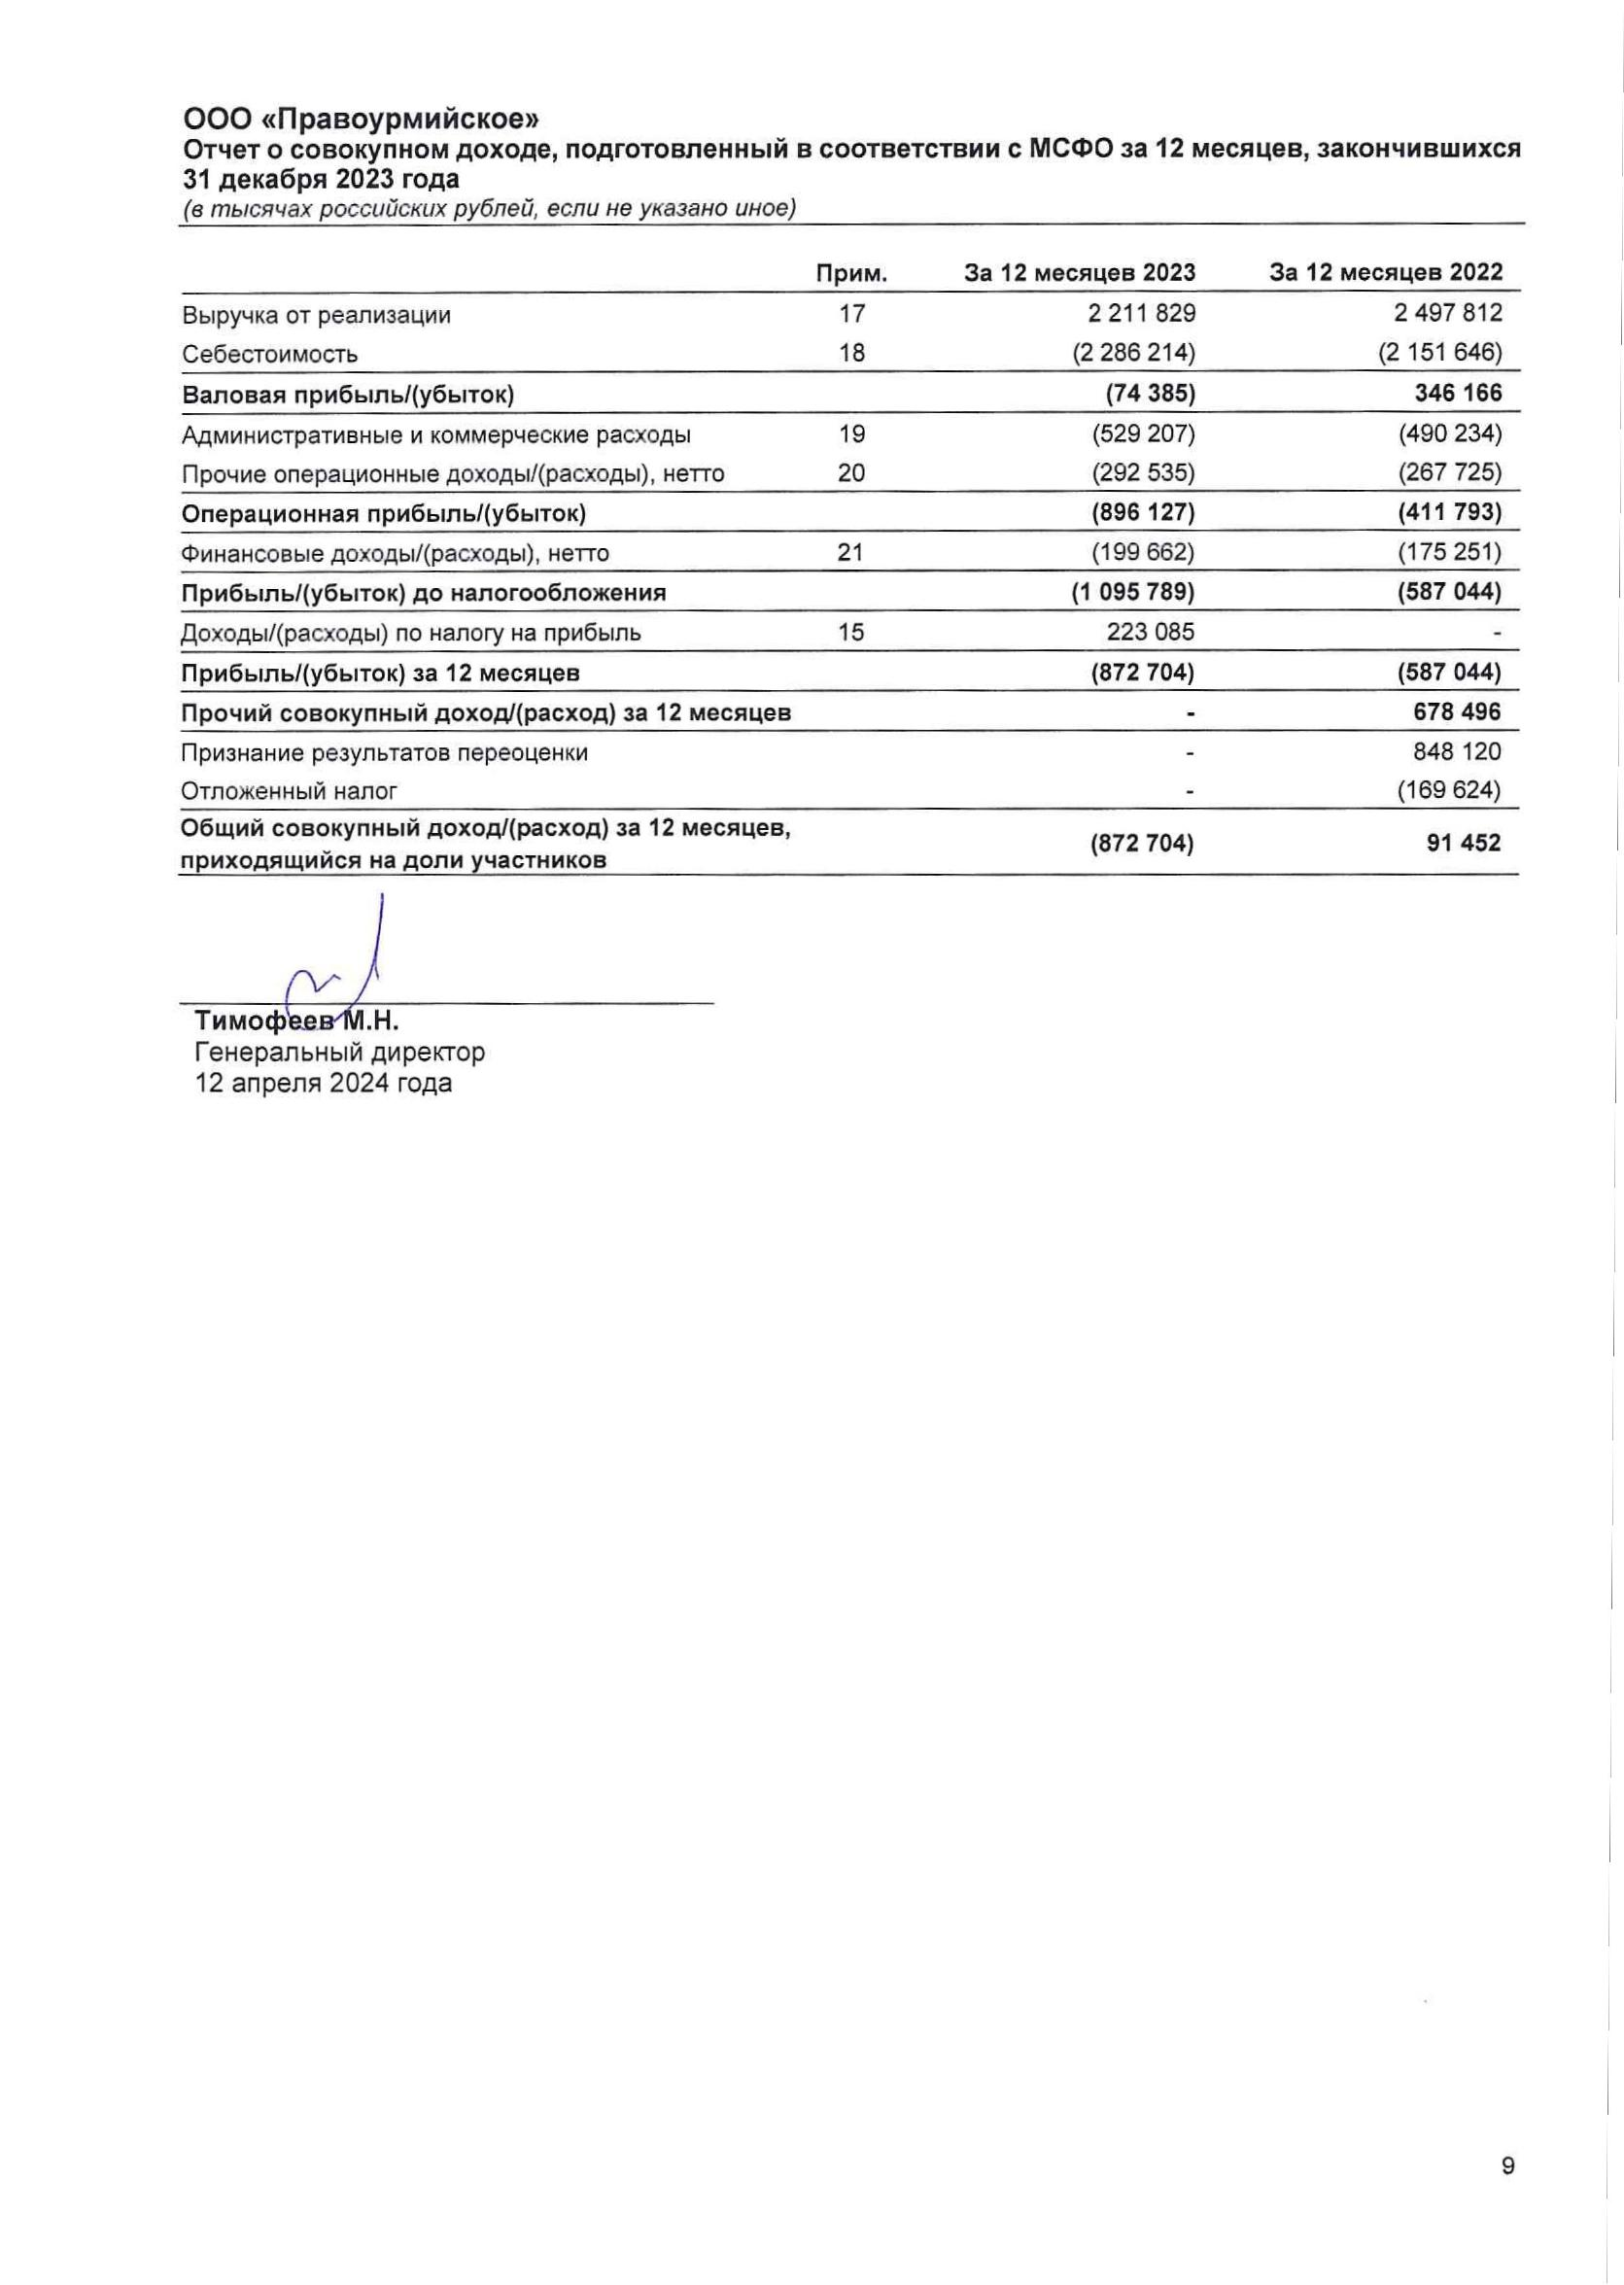 ООО «Правоурмийское»
Отчет о совокупном доходе, подготовленный в соответствии с МСФО за 12 месяцев, закончившихся
31 декабря 2023 года
(в тысячах российских рублей, если не указано иное)
Прим. За 12 месяцев 2023 За 12 месяцев 2022
Выручка от реализации 17 2 211 829 2 497 812
Себестоимость 18 (2 286 214) (2 151 646)
Валовая прибыль/(убыток) (74 385) 346 166
Административные и коммерческие расходы 19 (529 207) (490 234)
Прочие операционные доходы/(расходы), нетто 20 (292 535) (267 725)
Операционная прибыль/(убыток) (896 127) (411 793)
Финансовые доходы/(расходы), нетто 21 (199 662) (175 251)
Прибыль/(убыток) до налогообложения (1 095 789) (587 044)
Доходы/(расходы) по налогу на прибыль 15 223 085 -
Прибыль/(убыток) за 12 месяцев (872 704) (587 044)
Прочий совокупный доход/(расход) за 12 месяцев - 678 496
Признание результатов переоценки - 848 120
Отложенный налог - (169 624)
Общий совокупный доход/(расход) за 12 месяцев,
приходящийся на доли участников (872 704) 91 452
Тимофеев М.Н.
Генеральный директор
12 апреля 2024 года
9